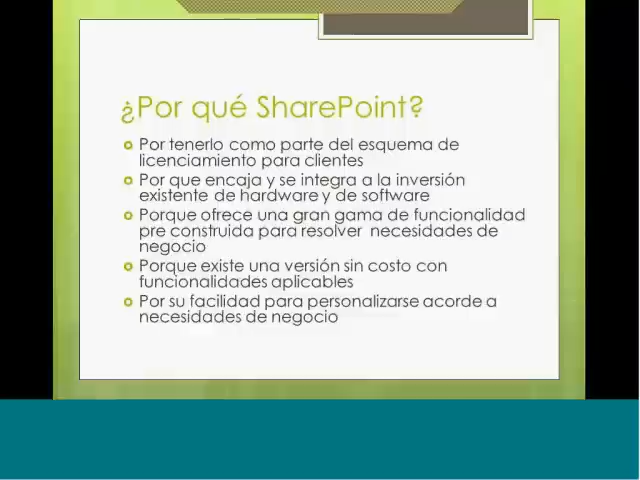 ¿Por qué SharePoint?
Por tenerlo como parte del esquema de
licenciamiento para clientes
Por que encaja y se integra a la inversión
existente de hardware y de software
Porque ofrece una gran gama de funcionalidad
pre construida para resolver necesidades de
negocio
Porque existe una versión sin costo con
funcionalidades aplicables
Por su facilidad para personalizarse acorde a
necesidades de negocio